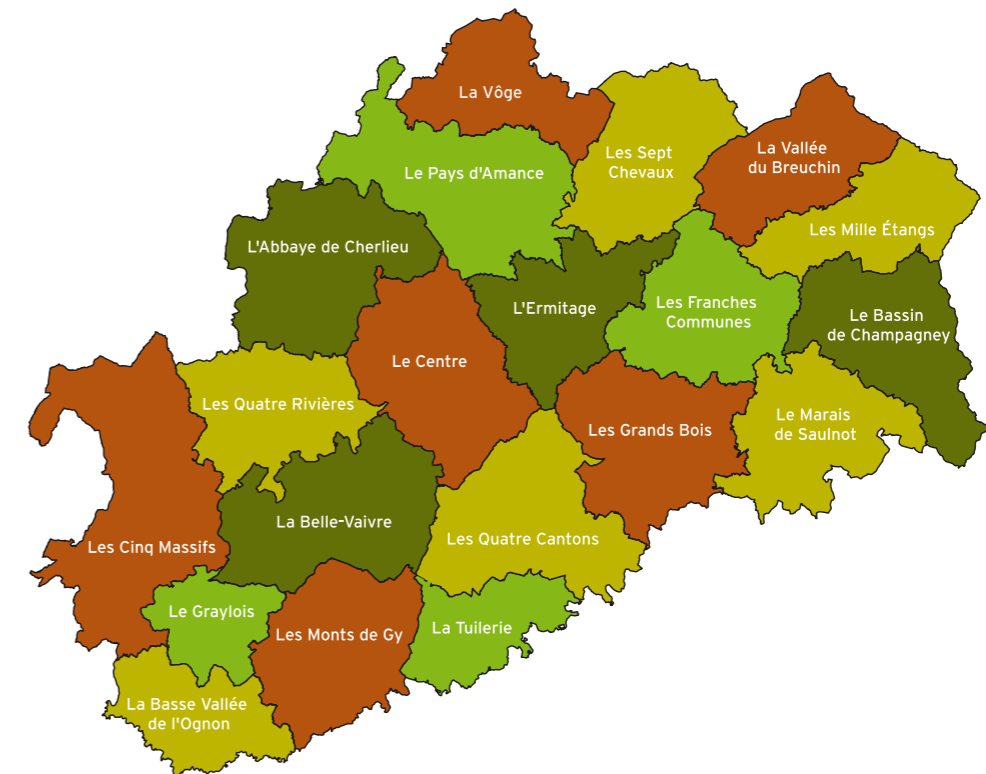 La Vôge
Les Sept
Chevaux
La Vallée
du Breuchin
Le Pays d'Amance
Les Mille Étangs
L'Abbaye de Cherlieu
L'Ermitage
Les Franches
Communes
Le Bassin
de Champagney
Le Centre
Les Quatre Rivières
Les Grands Bois
Le Marais
de Saulnot
La Belle-Vaivre
Les Quatre Cantons
Les Cinq Massifs
Le Graylois
Les Monts de Gy
La Tuilerie
La Basse Vallée
de l'Ognon